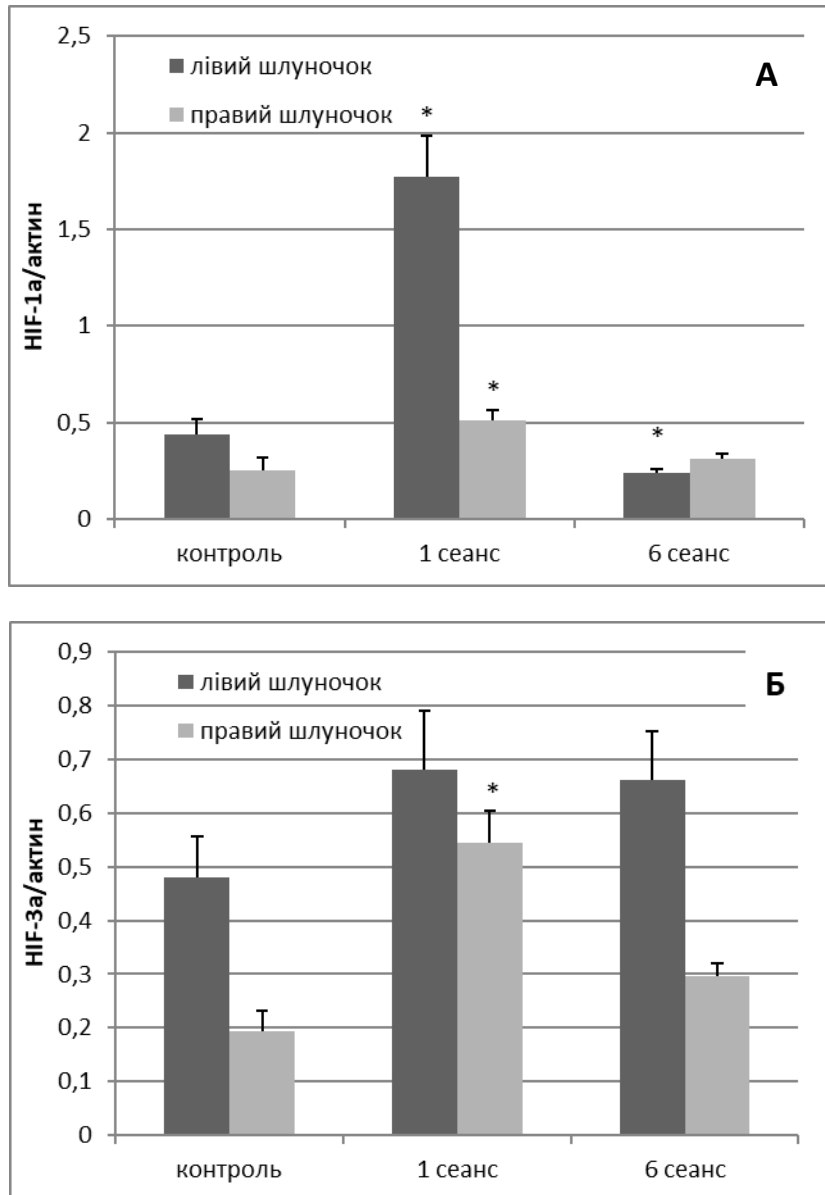 2,5
лівий шлуночок
А
правий шлуночок
*
2
1,5
HIF-1a/актин
1
*
0,5
*
0
контроль
1 сеанс
6 сеанс
0,9
лівий шлуночок
Б
0,8
правий шлуночок
0,7
*
0,6
0,5
HIF-3a/актин
0,4
0,3
0,2
0,1
0
контроль
1 сеанс
6 сеанс